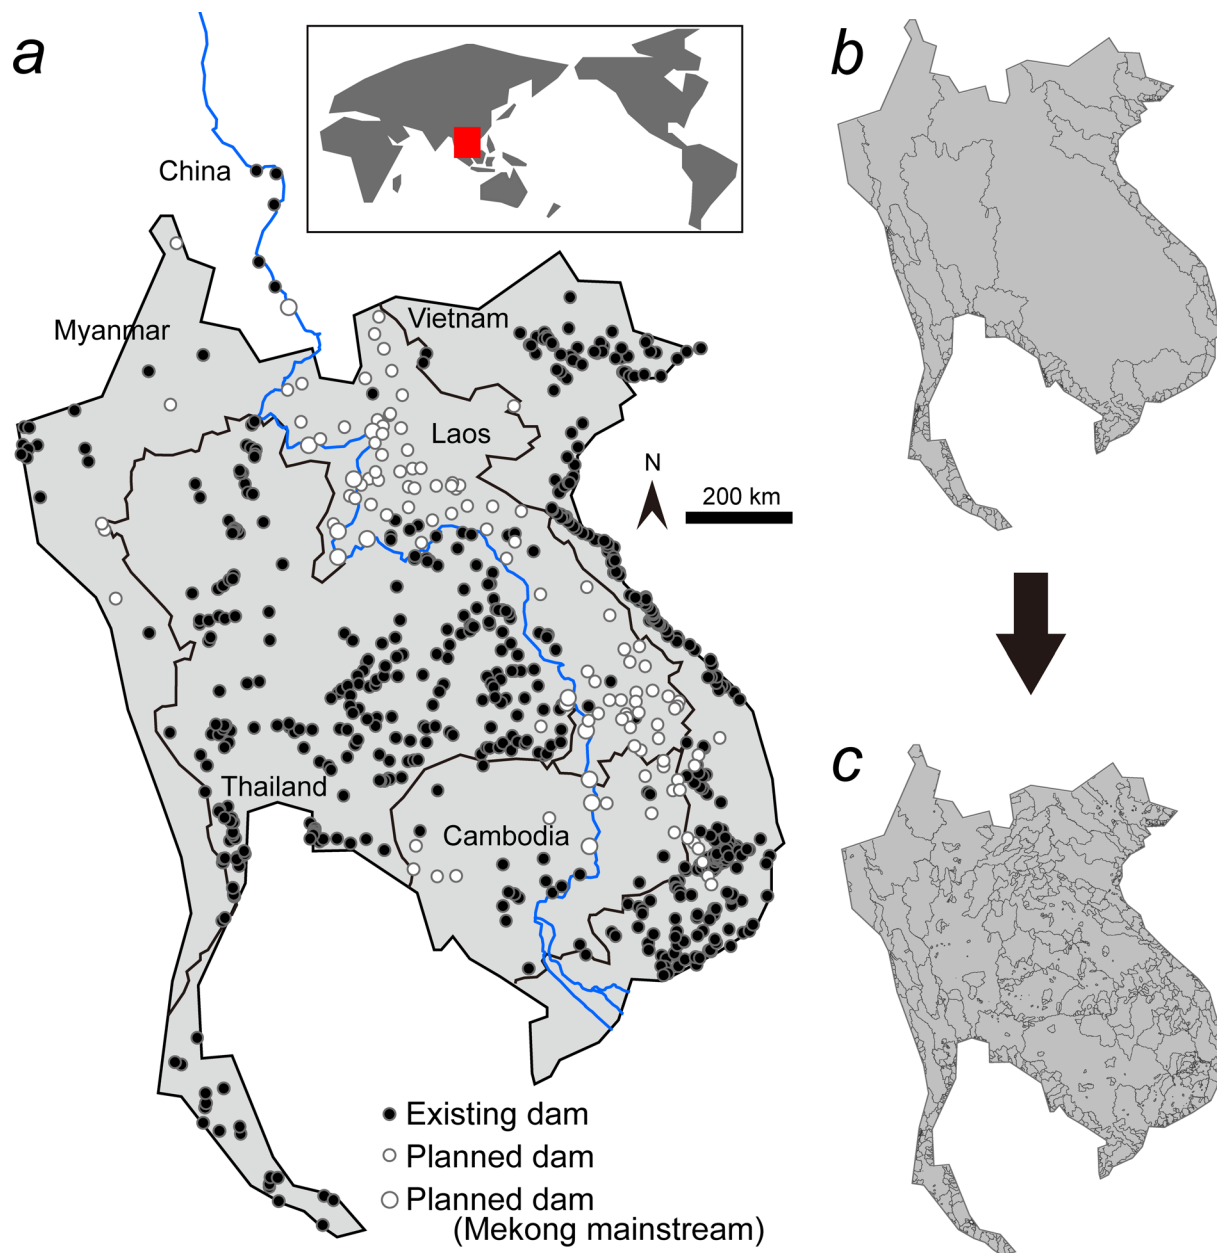 a
b
China
Myanmar
Vietnam
Laos
N
200 km
Thailand
Cambodia
c
Existing dam
Planned dam
Planned dam
(Mekong mainstream)